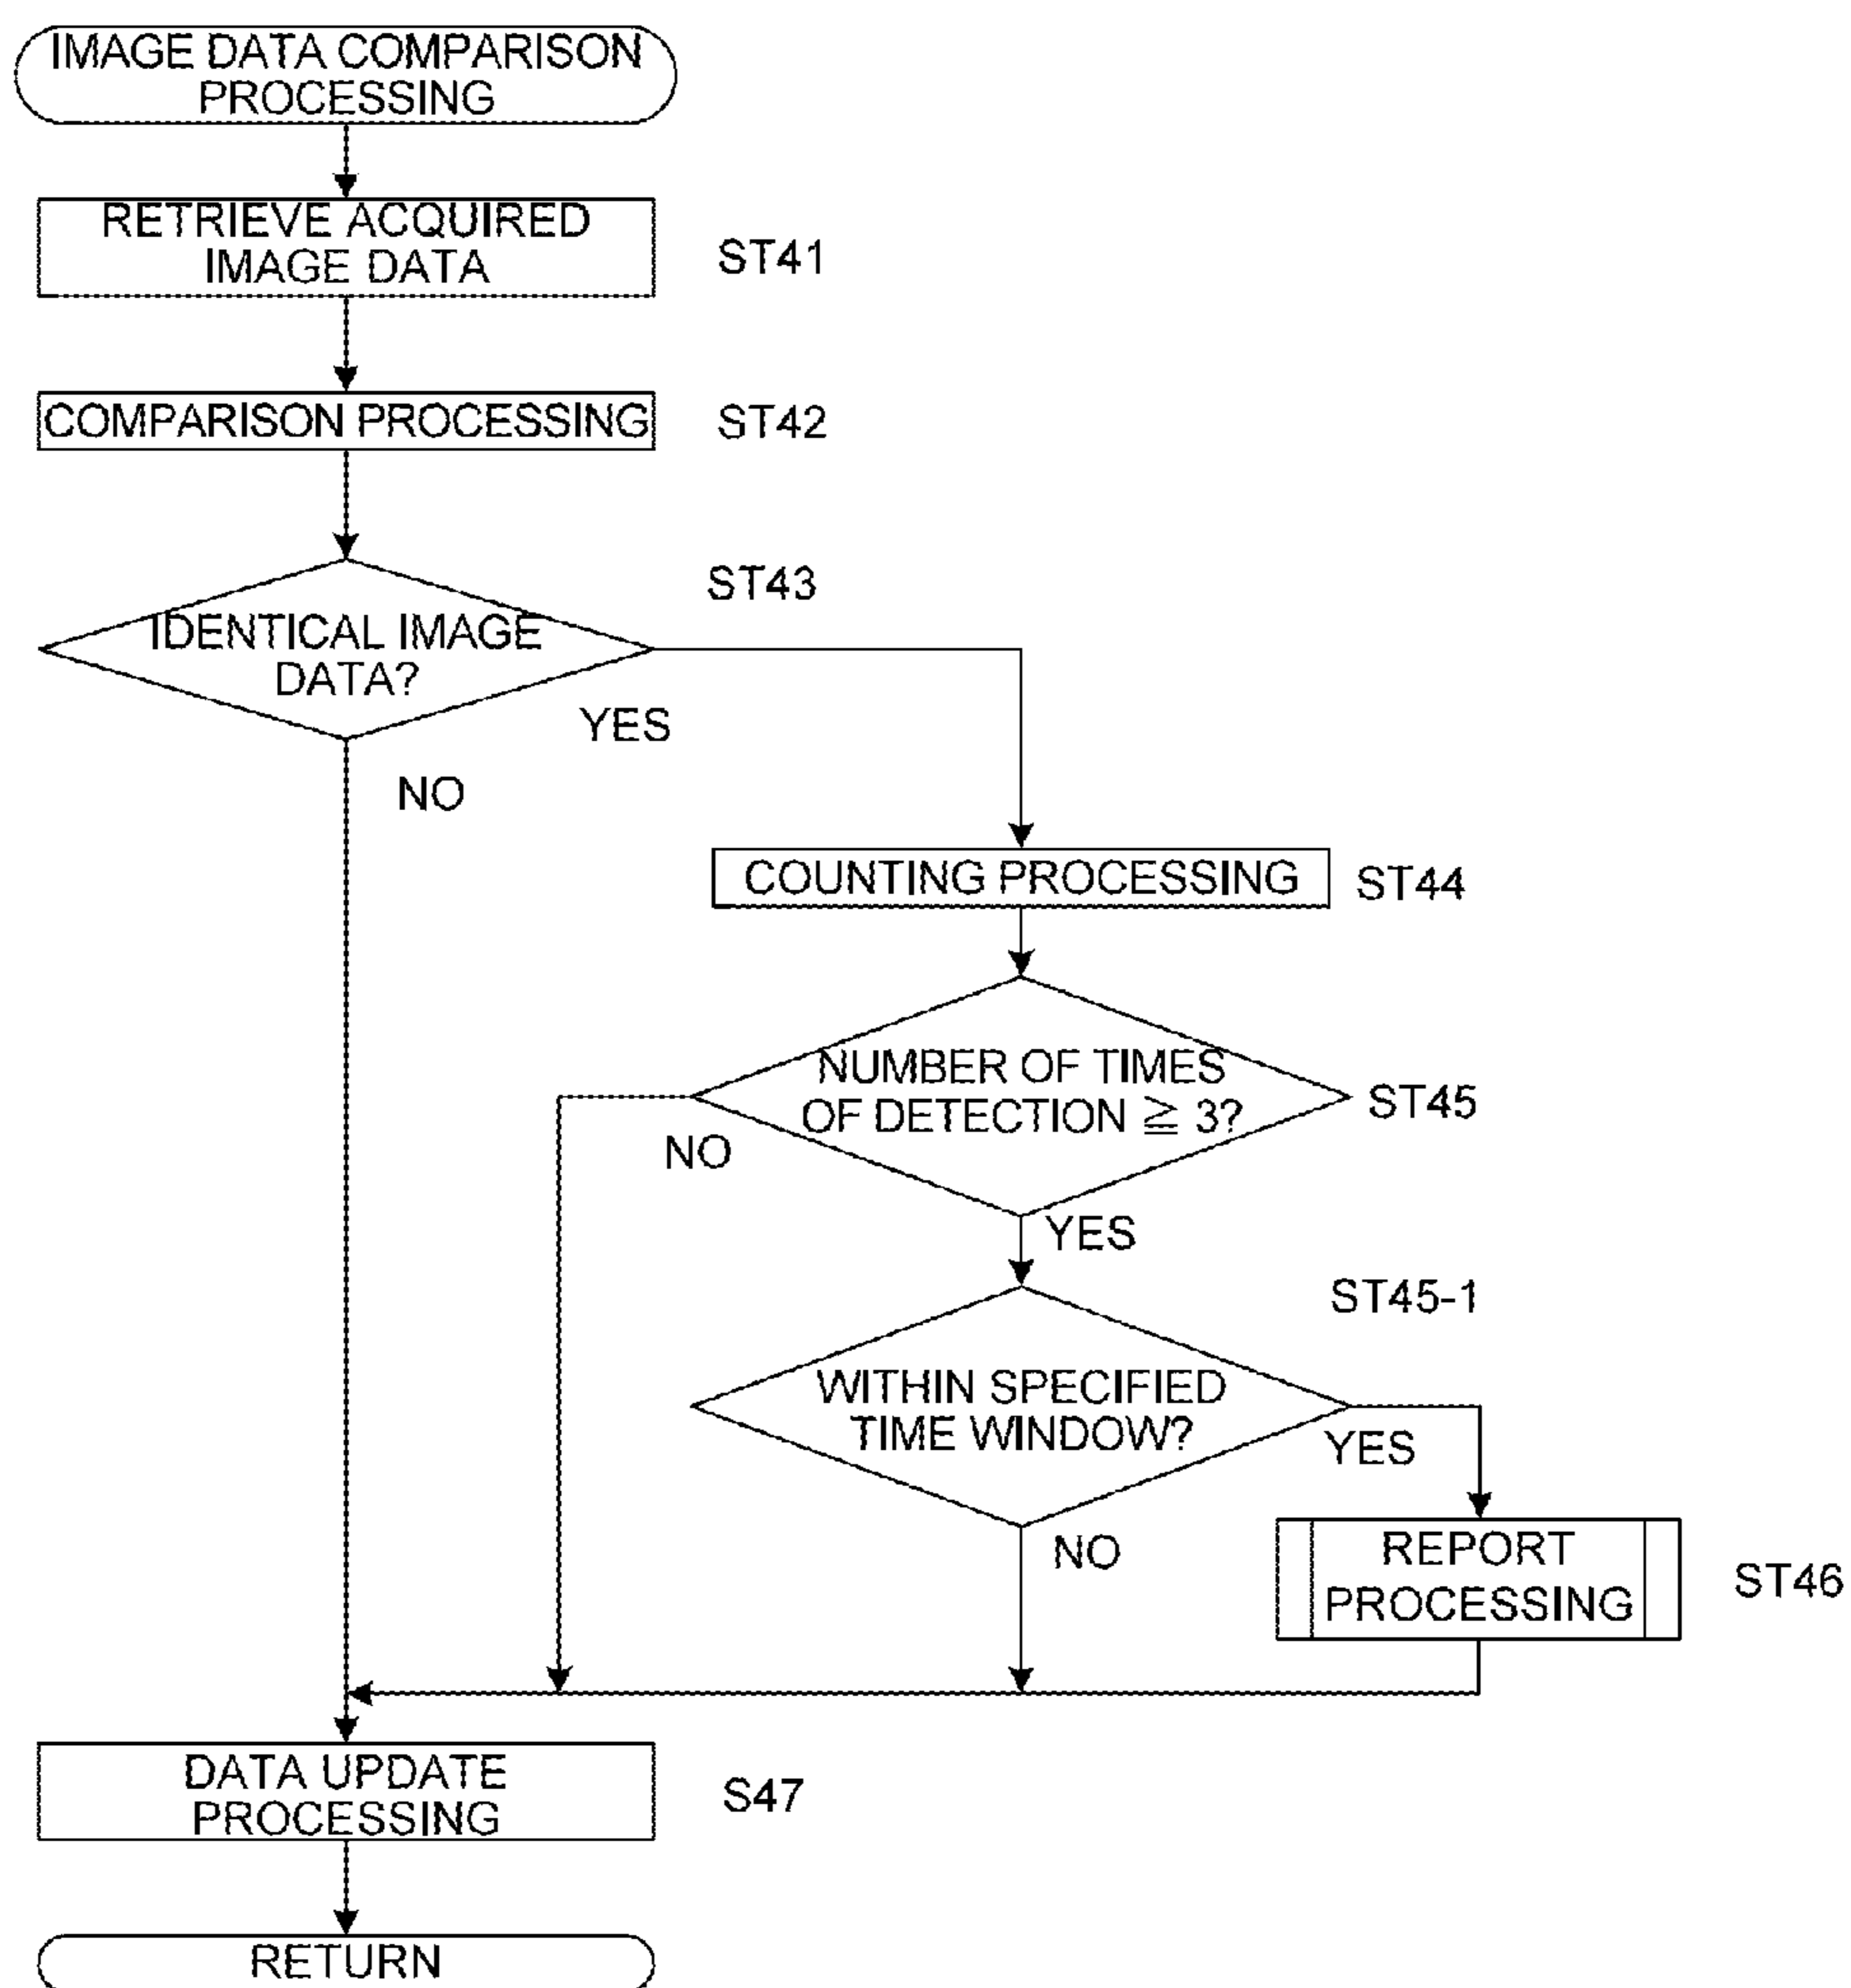 IMAGE DATA COMPARISON
PROCESSING
RETRIEVE ACQUIRED
IMAGE DATA
ST41
COMPARISON PROCESSING
ST42
IDENTICAL IMAGE
DATA?
ST43
YES
NO
COUNTING PROCESSING
ST44
NUMBER OF TIMES
OF DETECTION ≧ 3?
ST45
NO
YES
ST45-1
WITHIN SPECIFIED
TIME WINDOW?
YES
NO
REPORT
PROCESSING
ST46
DATA UPDATE
PROCESSING
S47
RETURN